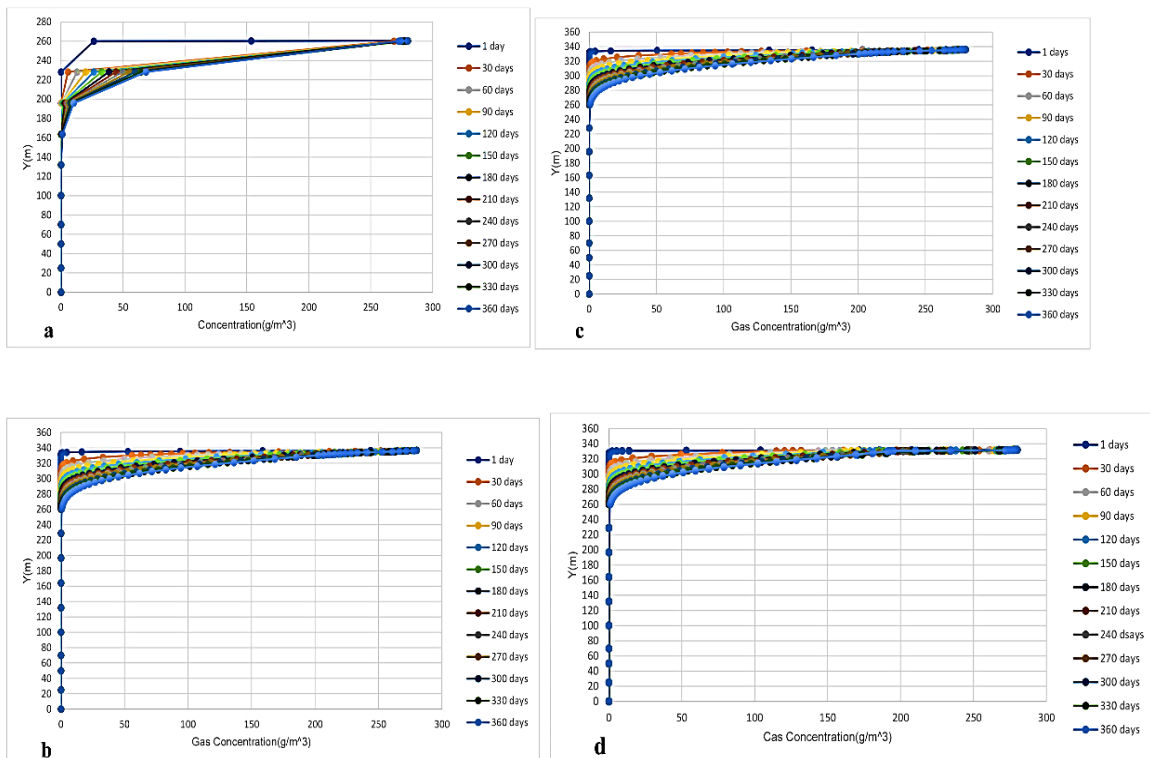 280
260
240
220
200
180
160
140
120
100
80
60
40
20
0
Y(m)
0 50 100 150 200 250 300
Concentration(g/m^3)
a
1 day
30 days
60 days
90 days
120 days
150 days
180 days
210 days
240 days
270 days
300 days
330 days
360 days
360
340
320
300
280
260
240
220
200
180
160
140
120
100
80
60
40
20
0
Y(m)
0 50 100 150 200 250 300
Gas Concentration(g/m^3)
c
1 day
30 days
60 days
90 days
120 days
150 days
180 days
210 days
240 days
270 days
300 days
330 days
360 days
360
340
320
300
280
260
240
220
200
180
160
140
120
100
80
60
40
20
0
Y(m)
0 50 100 150 200 250 300
Gas Concentration(g/m^3)
b
1 day
30 days
60 days
90 days
120 days
150 days
180 days
210 days
240 days
270 days
300 days
330 days
360 days
360
340
320
300
280
260
240
220
200
180
160
140
120
100
80
60
40
20
0
Y(m)
0 50 100 150 200 250 300
Cas Concentration(g/m^3)
d
1 days
30 days
60 days
90 days
120 days
150 days
180 days
210 days
240 dsays
270 days
300 days
330 days
360 days